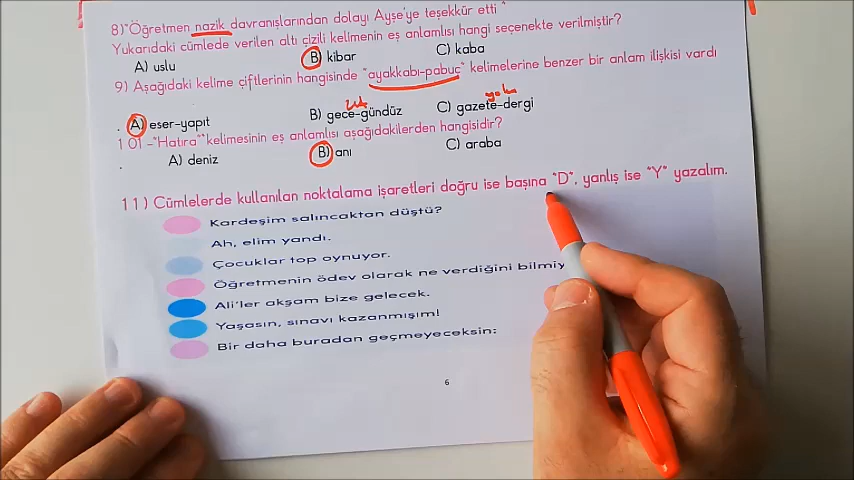 8) "Öğretmen nazik davranışlarından dolayı Ayşe'ye teşekkür etti "
Yukarıdaki cümlede verilen altı çizili kelimenin eş anlamlısı hangi seçenekte verilmiştir?
A) uslu B) kibar C) kaba
9) Aşağıdaki kelime çiftlerinin hangisinde "ayakkabı-pabuç" kelimelerine benzer bir anlam ilişkisi vardı
A) eser-yapıt B) gece-gündüz C) gazete-dergi
1 0) -"Hatıra" kelimesinin eş anlamlısı aşağıdakilerden hangisidir?
A) deniz B) anı C) araba
11) Cümlelerde kullanılan noktalama işaretleri doğru ise başına "D", yanlış ise "Y" yazalım.
Kardeşim salıncaktan düştü?
Ah, elim yandı.
Çocuklar top oynuyor.
Öğretmenin ödev olarak ne verdiğini bilmiy
Ali'ler akşam bize gelecek.
Yaşasın, sınavı kazanmışım!
Bir daha buradan geçmeyeceksin:
6